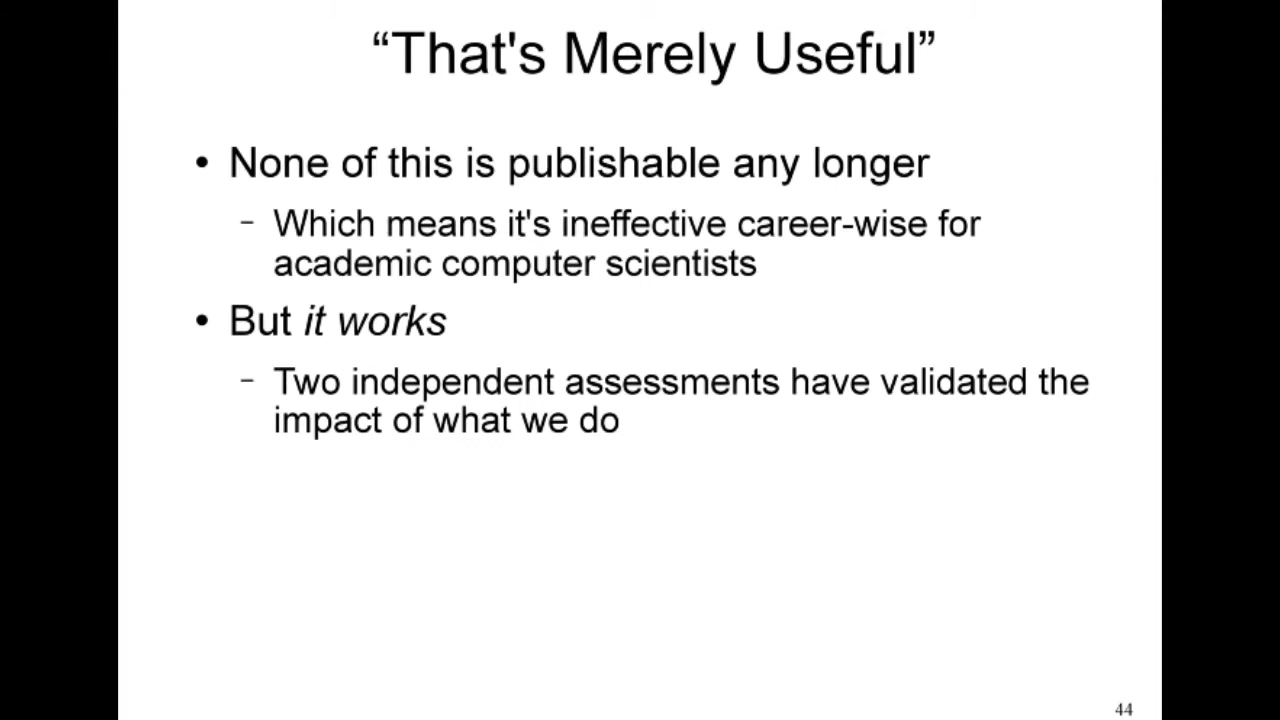 “That's Merely Useful”
• None of this is publishable any longer
– Which means it's ineffective career-wise for
academic computer scientists
• But it works
– Two independent assessments have validated the
impact of what we do
44